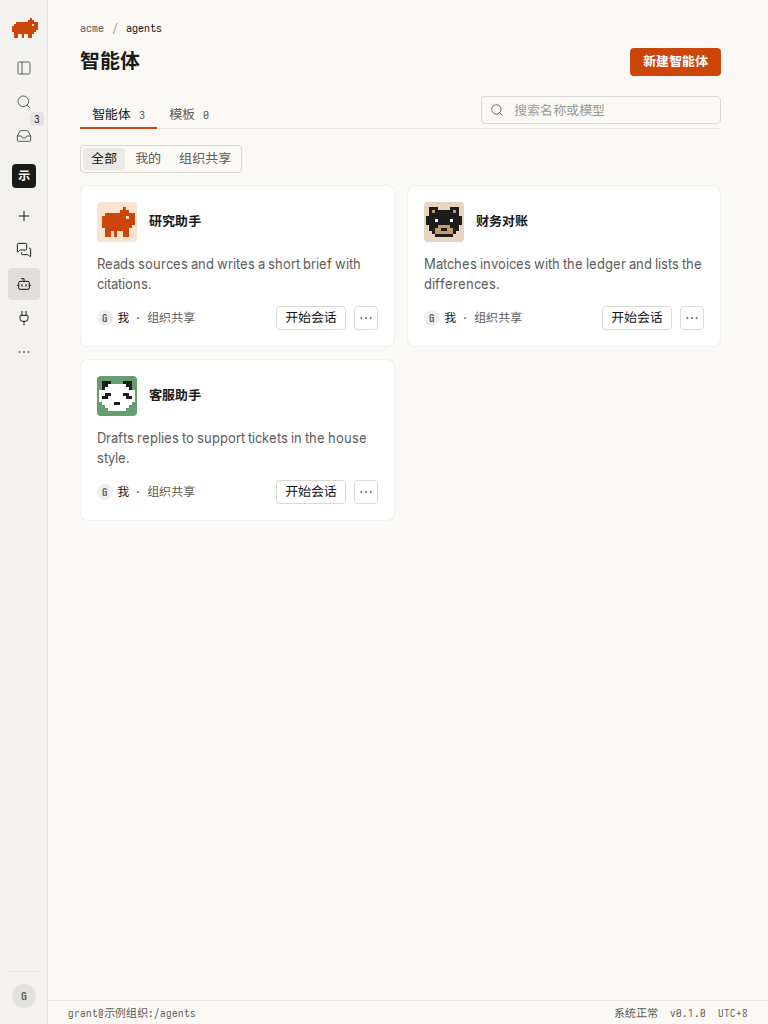 acme / agents
智能体
新建智能体
智能体 3 模板 0
搜索名称或模型
3
示
全部 我的 组织共享
研究助手
Reads sources and writes a short brief with
citations.
G 我 · 组织共享 开始会话
财务对账
Matches invoices with the ledger and lists the
differences.
G 我 · 组织共享 开始会话
客服助手
Drafts replies to support tickets in the house
style.
G 我 · 组织共享 开始会话
G
grant@示例组织:/agents
系统正常 v0.1.0 UTC+8